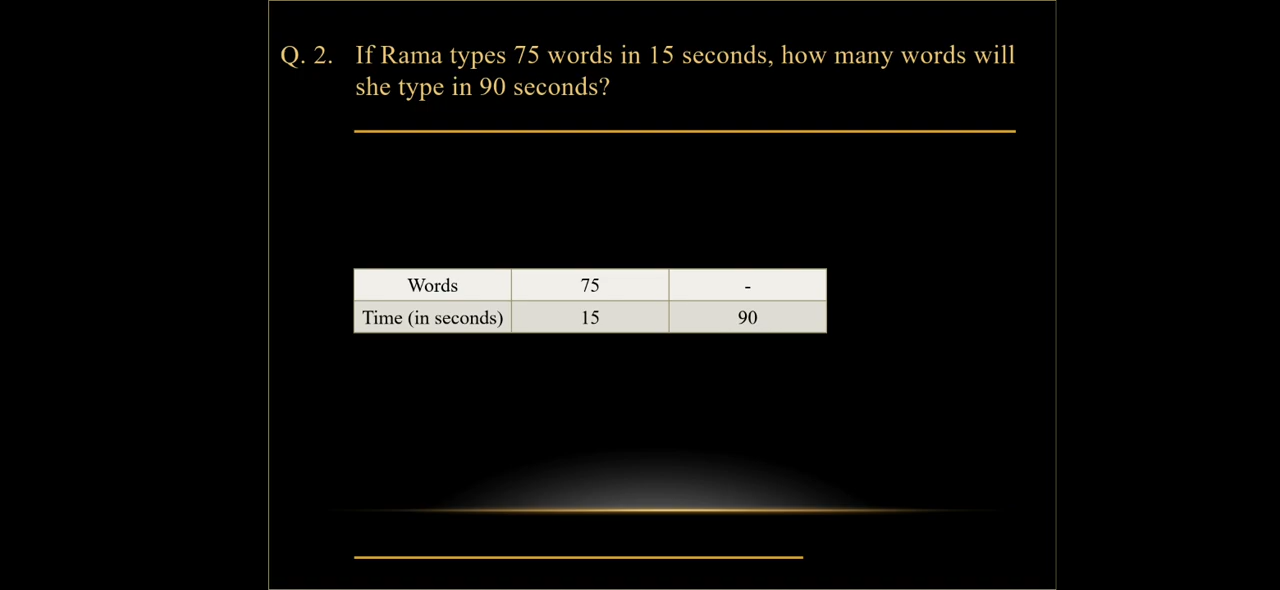 Q. 2. If Rama types 75 words in 15 seconds, how many words will
she type in 90 seconds?
Words 75 -
Time (in seconds) 15 90